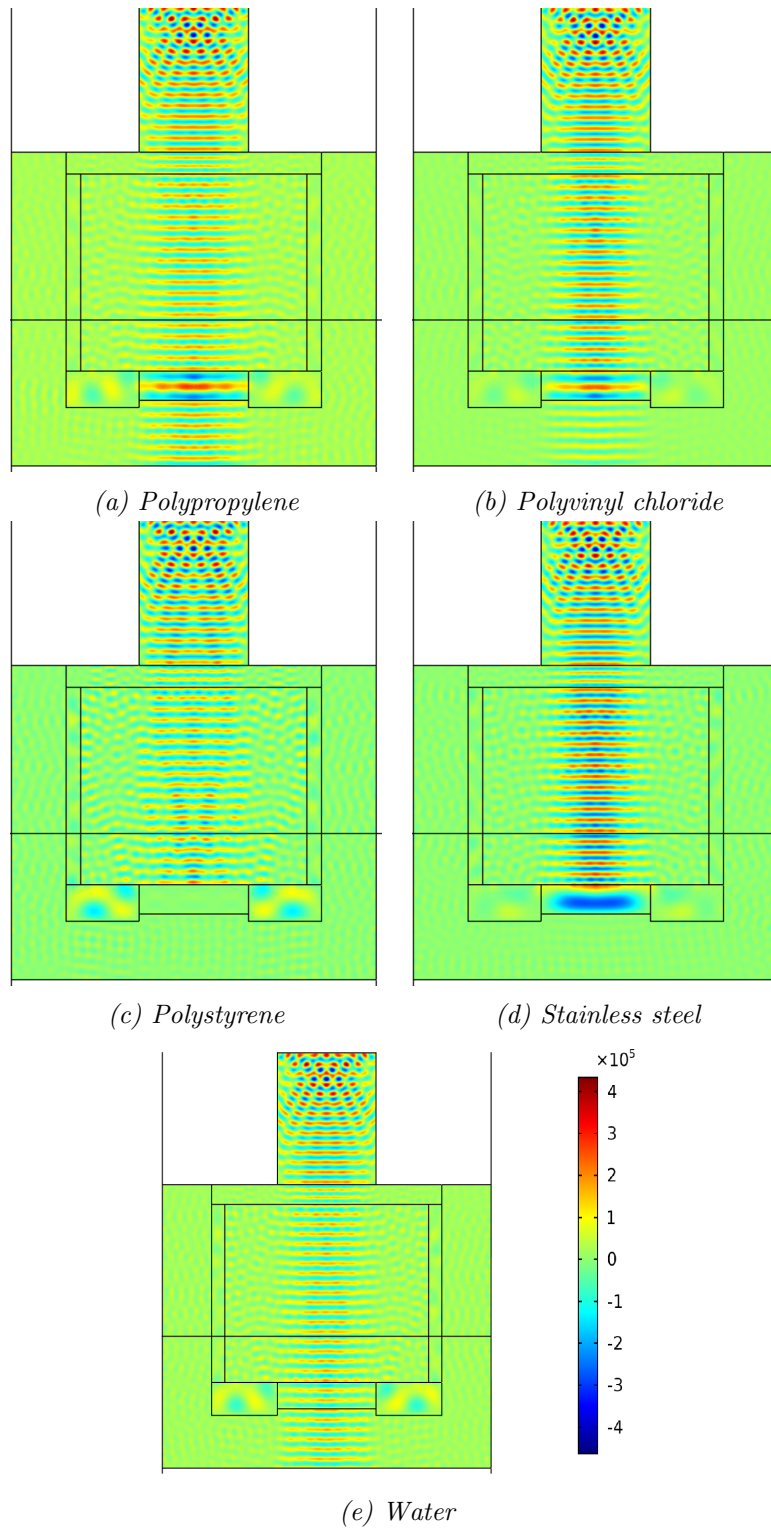 (a) Polypropylene
(b) Polyvinyl chloride
(c) Polystyrene
(d) Stainless steel
×10⁵
4
3
2
1
0
-1
-2
-3
-4
(e) Water